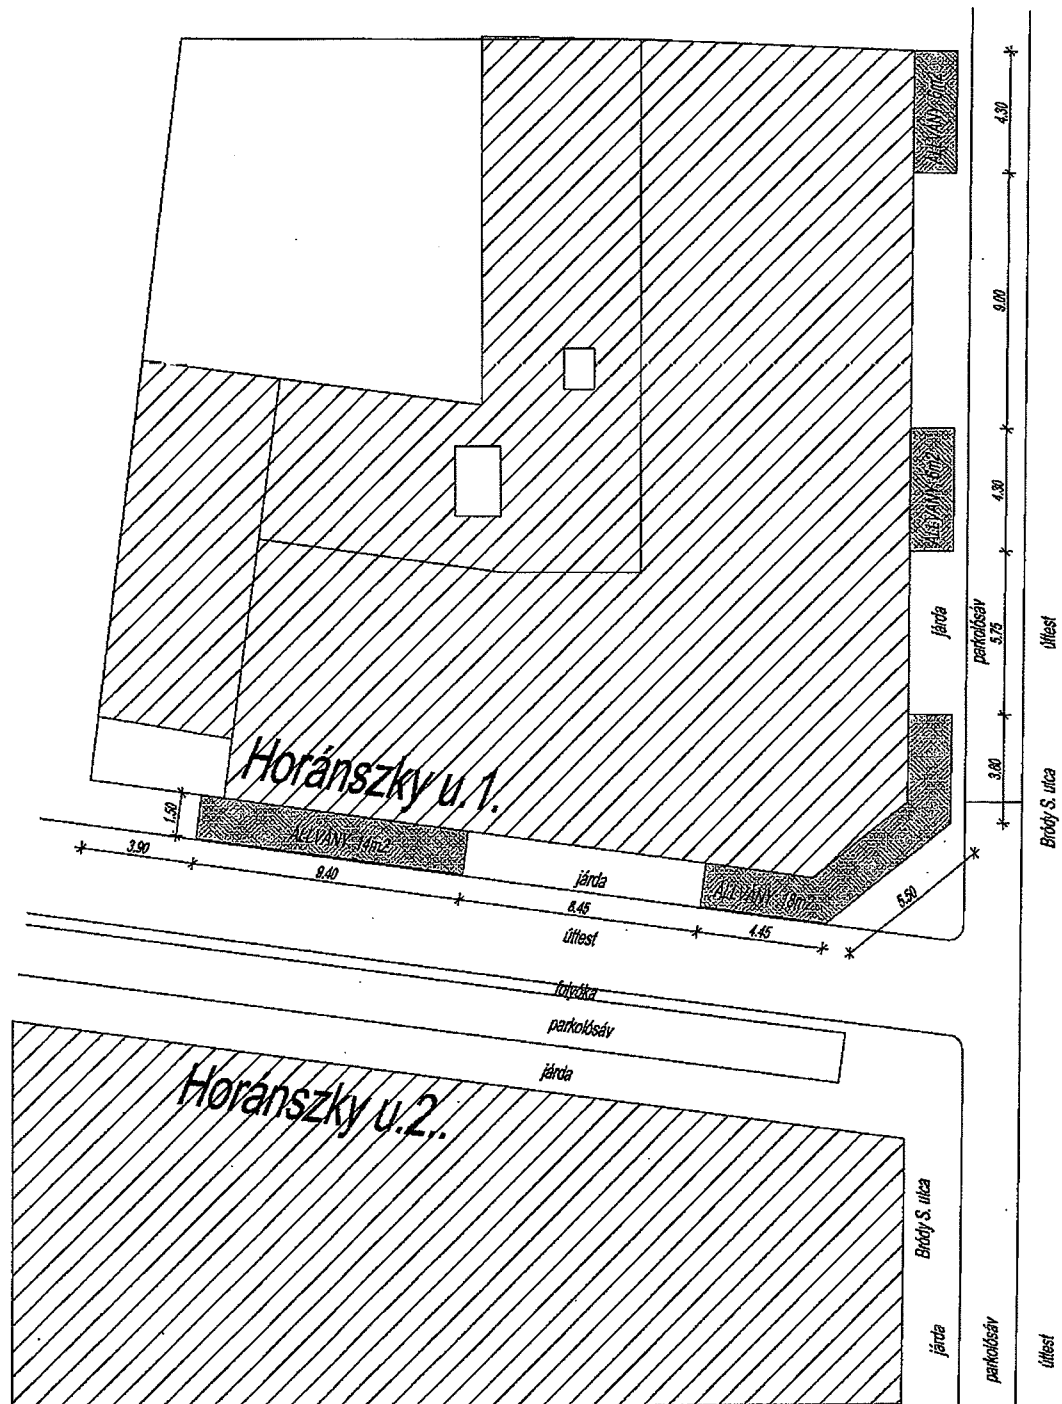 ÁLLVÁNY 6m2
4.30
9.00
ÁLLVÁNY 6m2
4.30
járda
parkolósáv
5.75
úttest
3.80
Bródy S. utca
Horánszky u.1.
1.50
ÁLLVÁNY 14m2
3.90
9.40
járda
8.45
úttest
ÁLLVÁNY 18m2
4.45
5.50
folyóka
parkolósáv
járda
Horánszky u.2..
Bródy S. utca
járda
parkolósáv
úttest